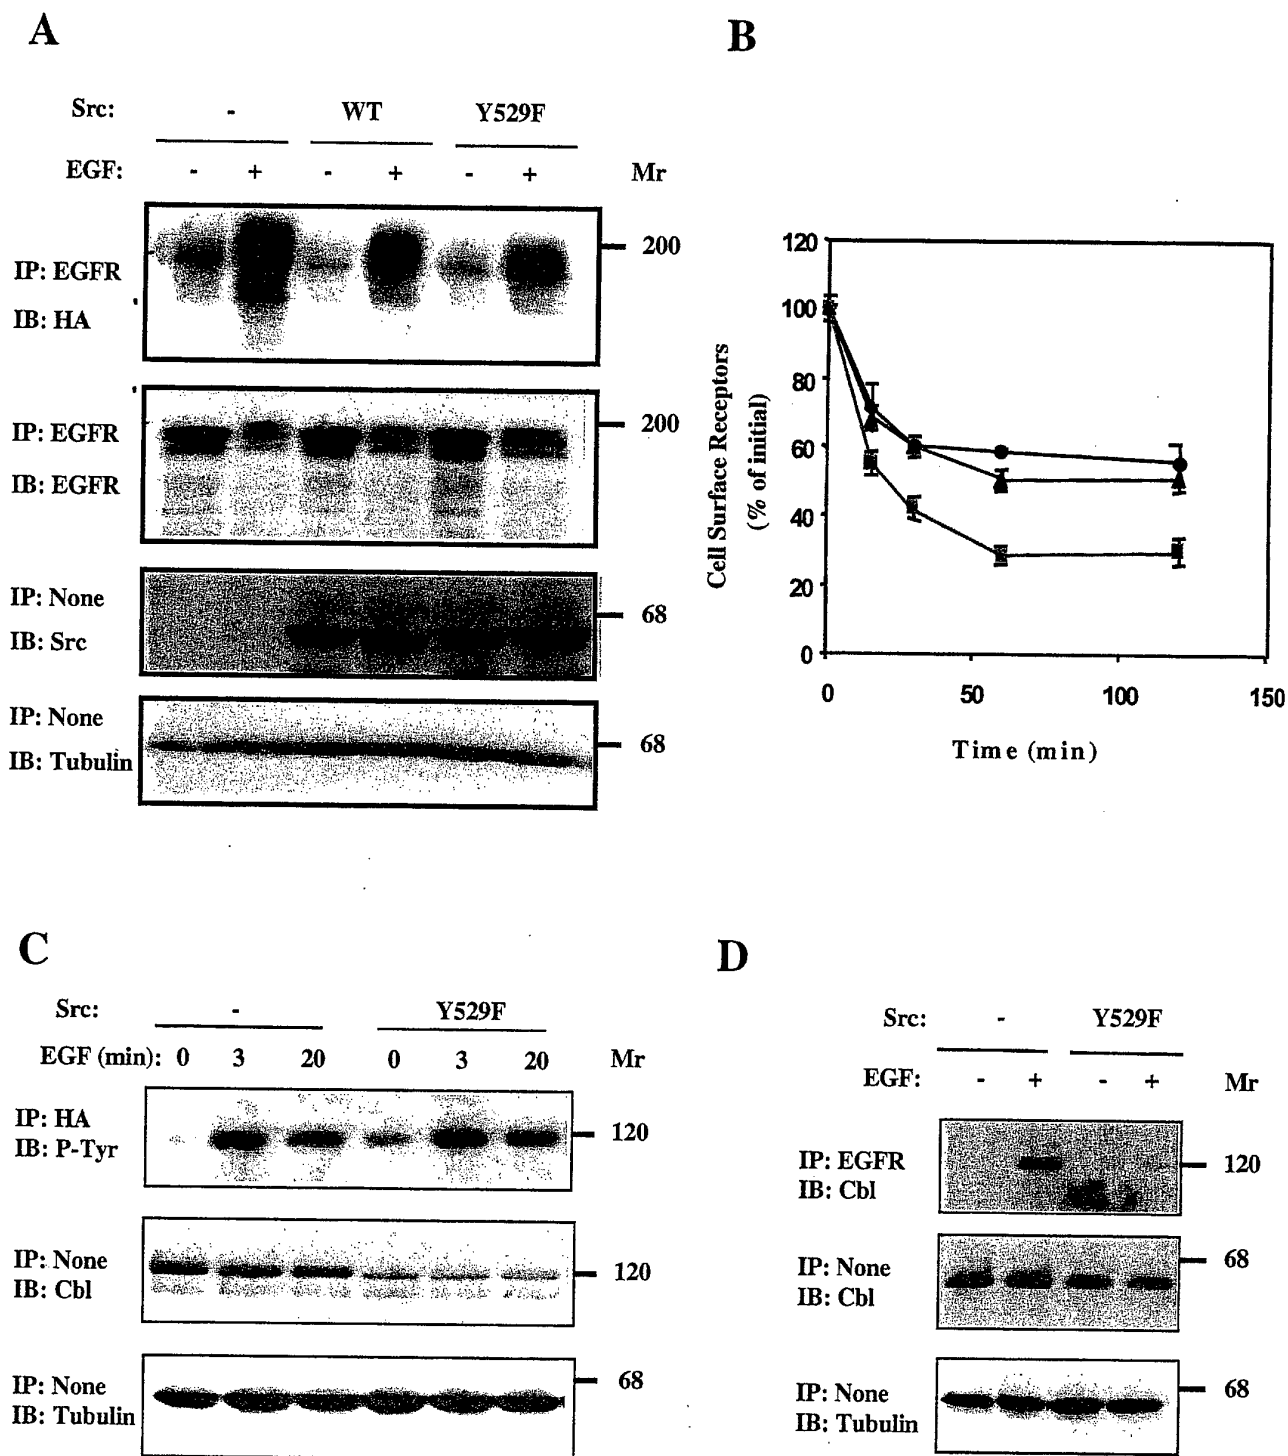 A
Src: - WT Y529F
EGF: - + - + - + Mr
IP: EGFR
IB: HA
200
IP: EGFR
IB: EGFR
200
IP: None
IB: Src
68
IP: None
IB: Tubulin
68
B
120
100
80
60
40
20
0
0 50 100 150
Cell Surface Receptors
(% of initial)
Time (min)
C
Src: - Y529F
EGF (min): 0 3 20 0 3 20 Mr
IP: HA
IB: P-Tyr
120
IP: None
IB: Cbl
120
IP: None
IB: Tubulin
68
D
Src: - Y529F
EGF: - + - + Mr
IP: EGFR
IB: Cbl
120
IP: None
IB: Cbl
68
IP: None
IB: Tubulin
68